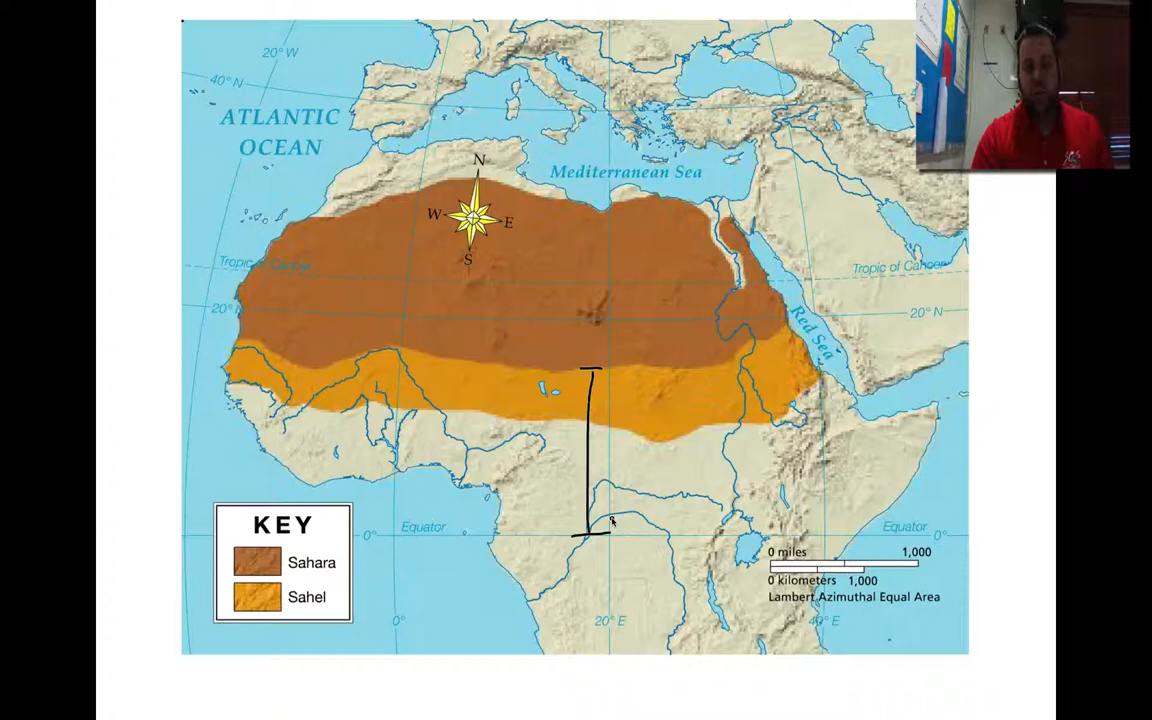 20° W
40° N
ATLANTIC
OCEAN
N
W
E
S
Mediterranean Sea
Tropic of Cancer
Tropic of Cancer
20° N
20° N
Red Sea
KEY
Sahara
Sahel
Equator
0°
Equator
0°
0 miles 1,000
0 kilometers 1,000
Lambert Azimuthal Equal Area
0°
20° E
40° E